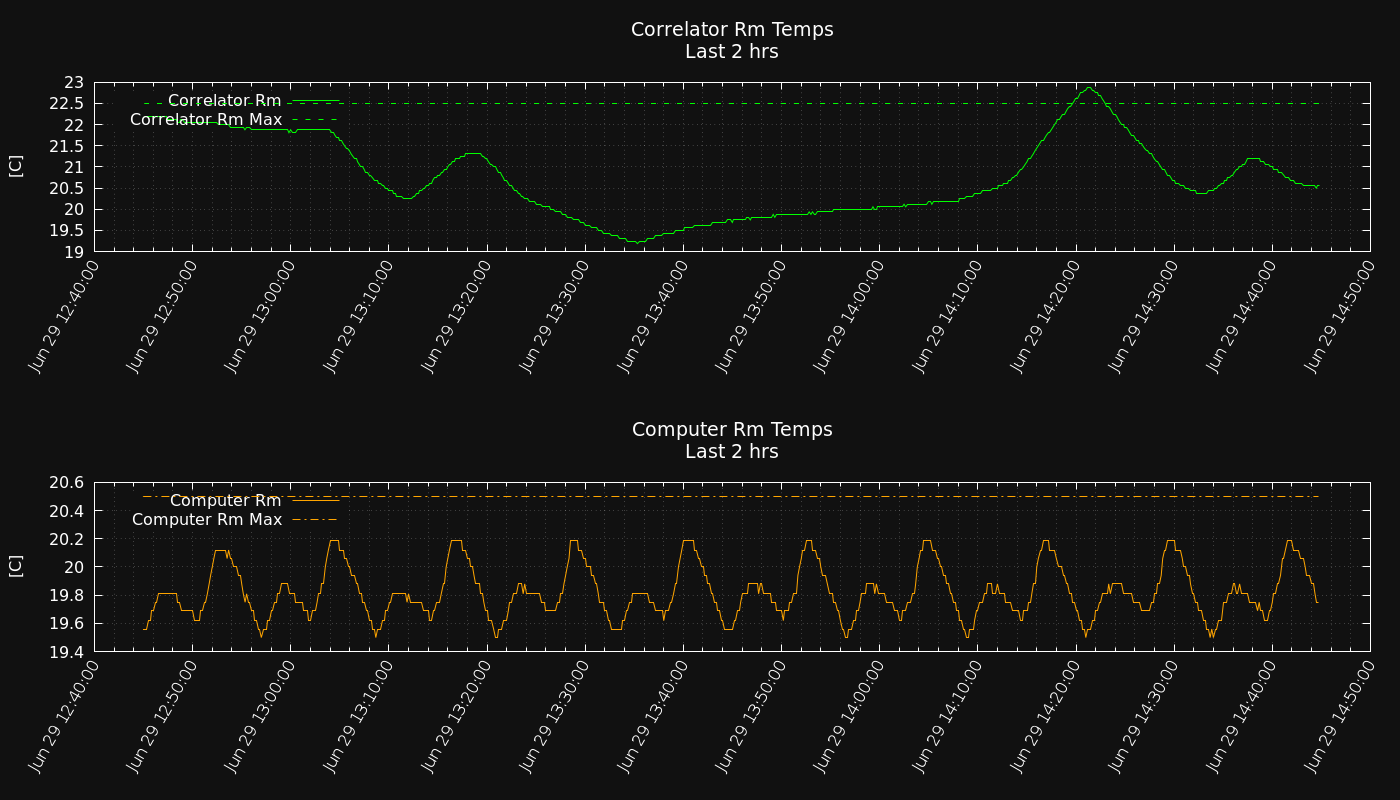 Correlator Rm Temps
Last 2 hrs
[C]
23
22.5
22
21.5
21
20.5
20
19.5
19
Correlator Rm
Correlator Rm Max
Jun 29 12:40:00
Jun 29 12:50:00
Jun 29 13:00:00
Jun 29 13:10:00
Jun 29 13:20:00
Jun 29 13:30:00
Jun 29 13:40:00
Jun 29 13:50:00
Jun 29 14:00:00
Jun 29 14:10:00
Jun 29 14:20:00
Jun 29 14:30:00
Jun 29 14:40:00
Jun 29 14:50:00
Computer Rm Temps
Last 2 hrs
[C]
20.6
20.4
20.2
20
19.8
19.6
19.4
Computer Rm
Computer Rm Max
Jun 29 12:40:00
Jun 29 12:50:00
Jun 29 13:00:00
Jun 29 13:10:00
Jun 29 13:20:00
Jun 29 13:30:00
Jun 29 13:40:00
Jun 29 13:50:00
Jun 29 14:00:00
Jun 29 14:10:00
Jun 29 14:20:00
Jun 29 14:30:00
Jun 29 14:40:00
Jun 29 14:50:00